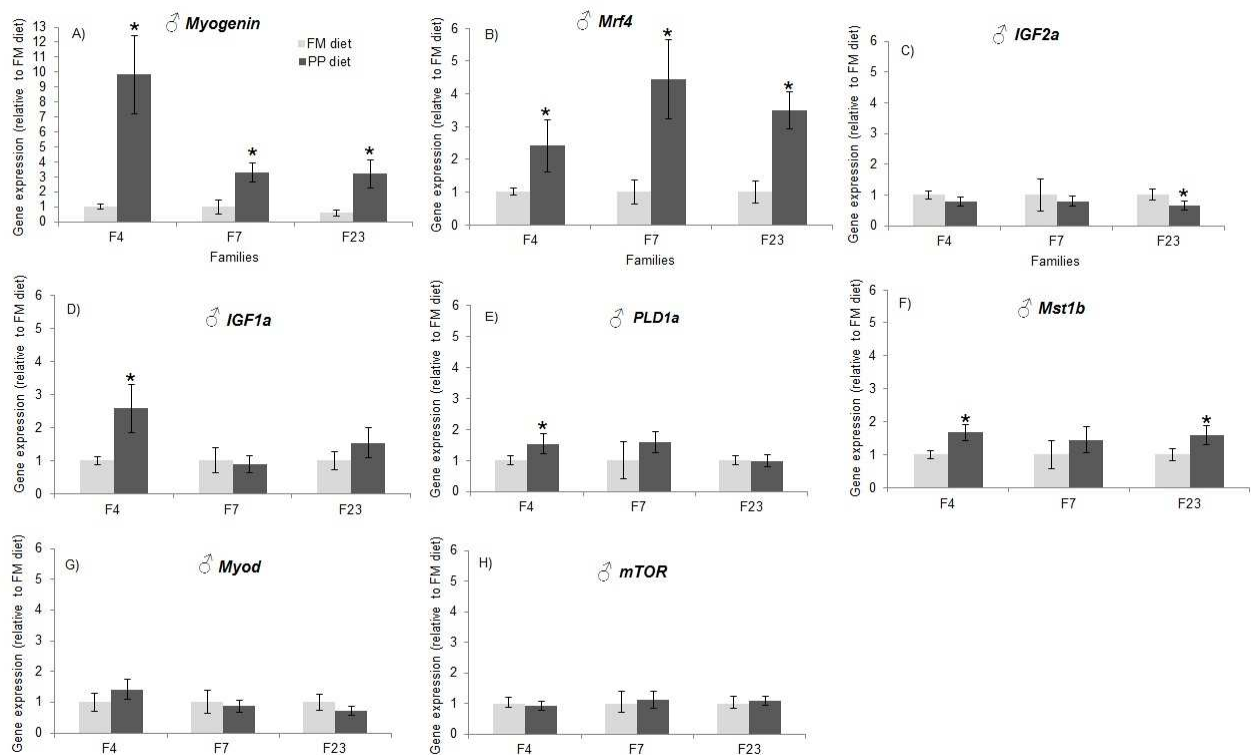 A)
♂ Myogenin
Gene expression (relative to FM diet)
13
12
11
10
9
8
7
6
5
4
3
2
1
0
FM diet
PP diet
*
*
*
F4
F7
F23
Families
B)
♂ Mrf4
Gene expression (relative to FM diet)
6
5
4
3
2
1
0
*
*
*
F4
F7
F23
Families
C)
♂ IGF2a
Gene expression (relative to FM diet)
6
5
4
3
2
1
0
*
F4
F7
F23
Families
D)
♂ IGF1a
Gene expression (relative to FM diet)
6
5
4
3
2
1
0
*
F4
F7
F23
E)
♂ PLD1a
Gene expression (relative to FM diet)
6
5
4
3
2
1
0
*
F4
F7
F23
F)
♂ Mst1b
Gene expression (relative to FM diet)
6
5
4
3
2
1
0
*
*
F4
F7
F23
G)
♂ Myod
Gene expression (relative to FM diet)
6
5
4
3
2
1
0
F4
F7
F23
H)
♂ mTOR
Gene expression (relative to FM diet)
6
5
4
3
2
1
0
F4
F7
F23